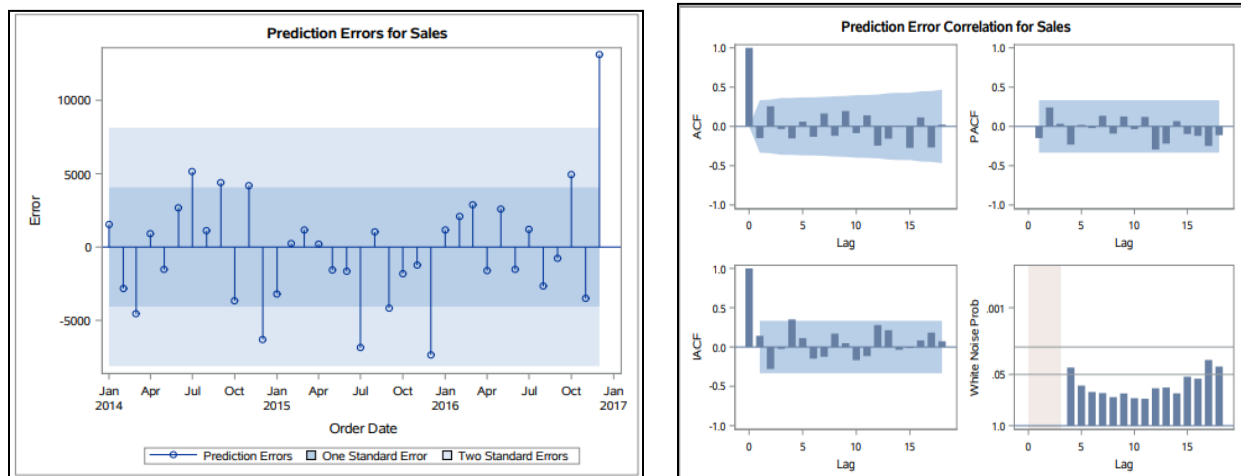 Prediction Errors for Sales
Error
10000
5000
0
-5000
Jan Apr Jul Oct Jan Apr Jul Oct Jan Apr Jul Oct Jan
2014 2015 2016 2017
Order Date
Prediction Errors One Standard Error Two Standard Errors
Prediction Error Correlation for Sales
ACF
1.0
0.5
0.0
-0.5
-1.0
0 5 10 15
Lag
PACF
1.0
0.5
0.0
-0.5
-1.0
0 5 10 15
Lag
IACF
1.0
0.5
0.0
-0.5
-1.0
0 5 10 15
Lag
White Noise Prob
.001
.05
1.0
0 5 10 15
Lag